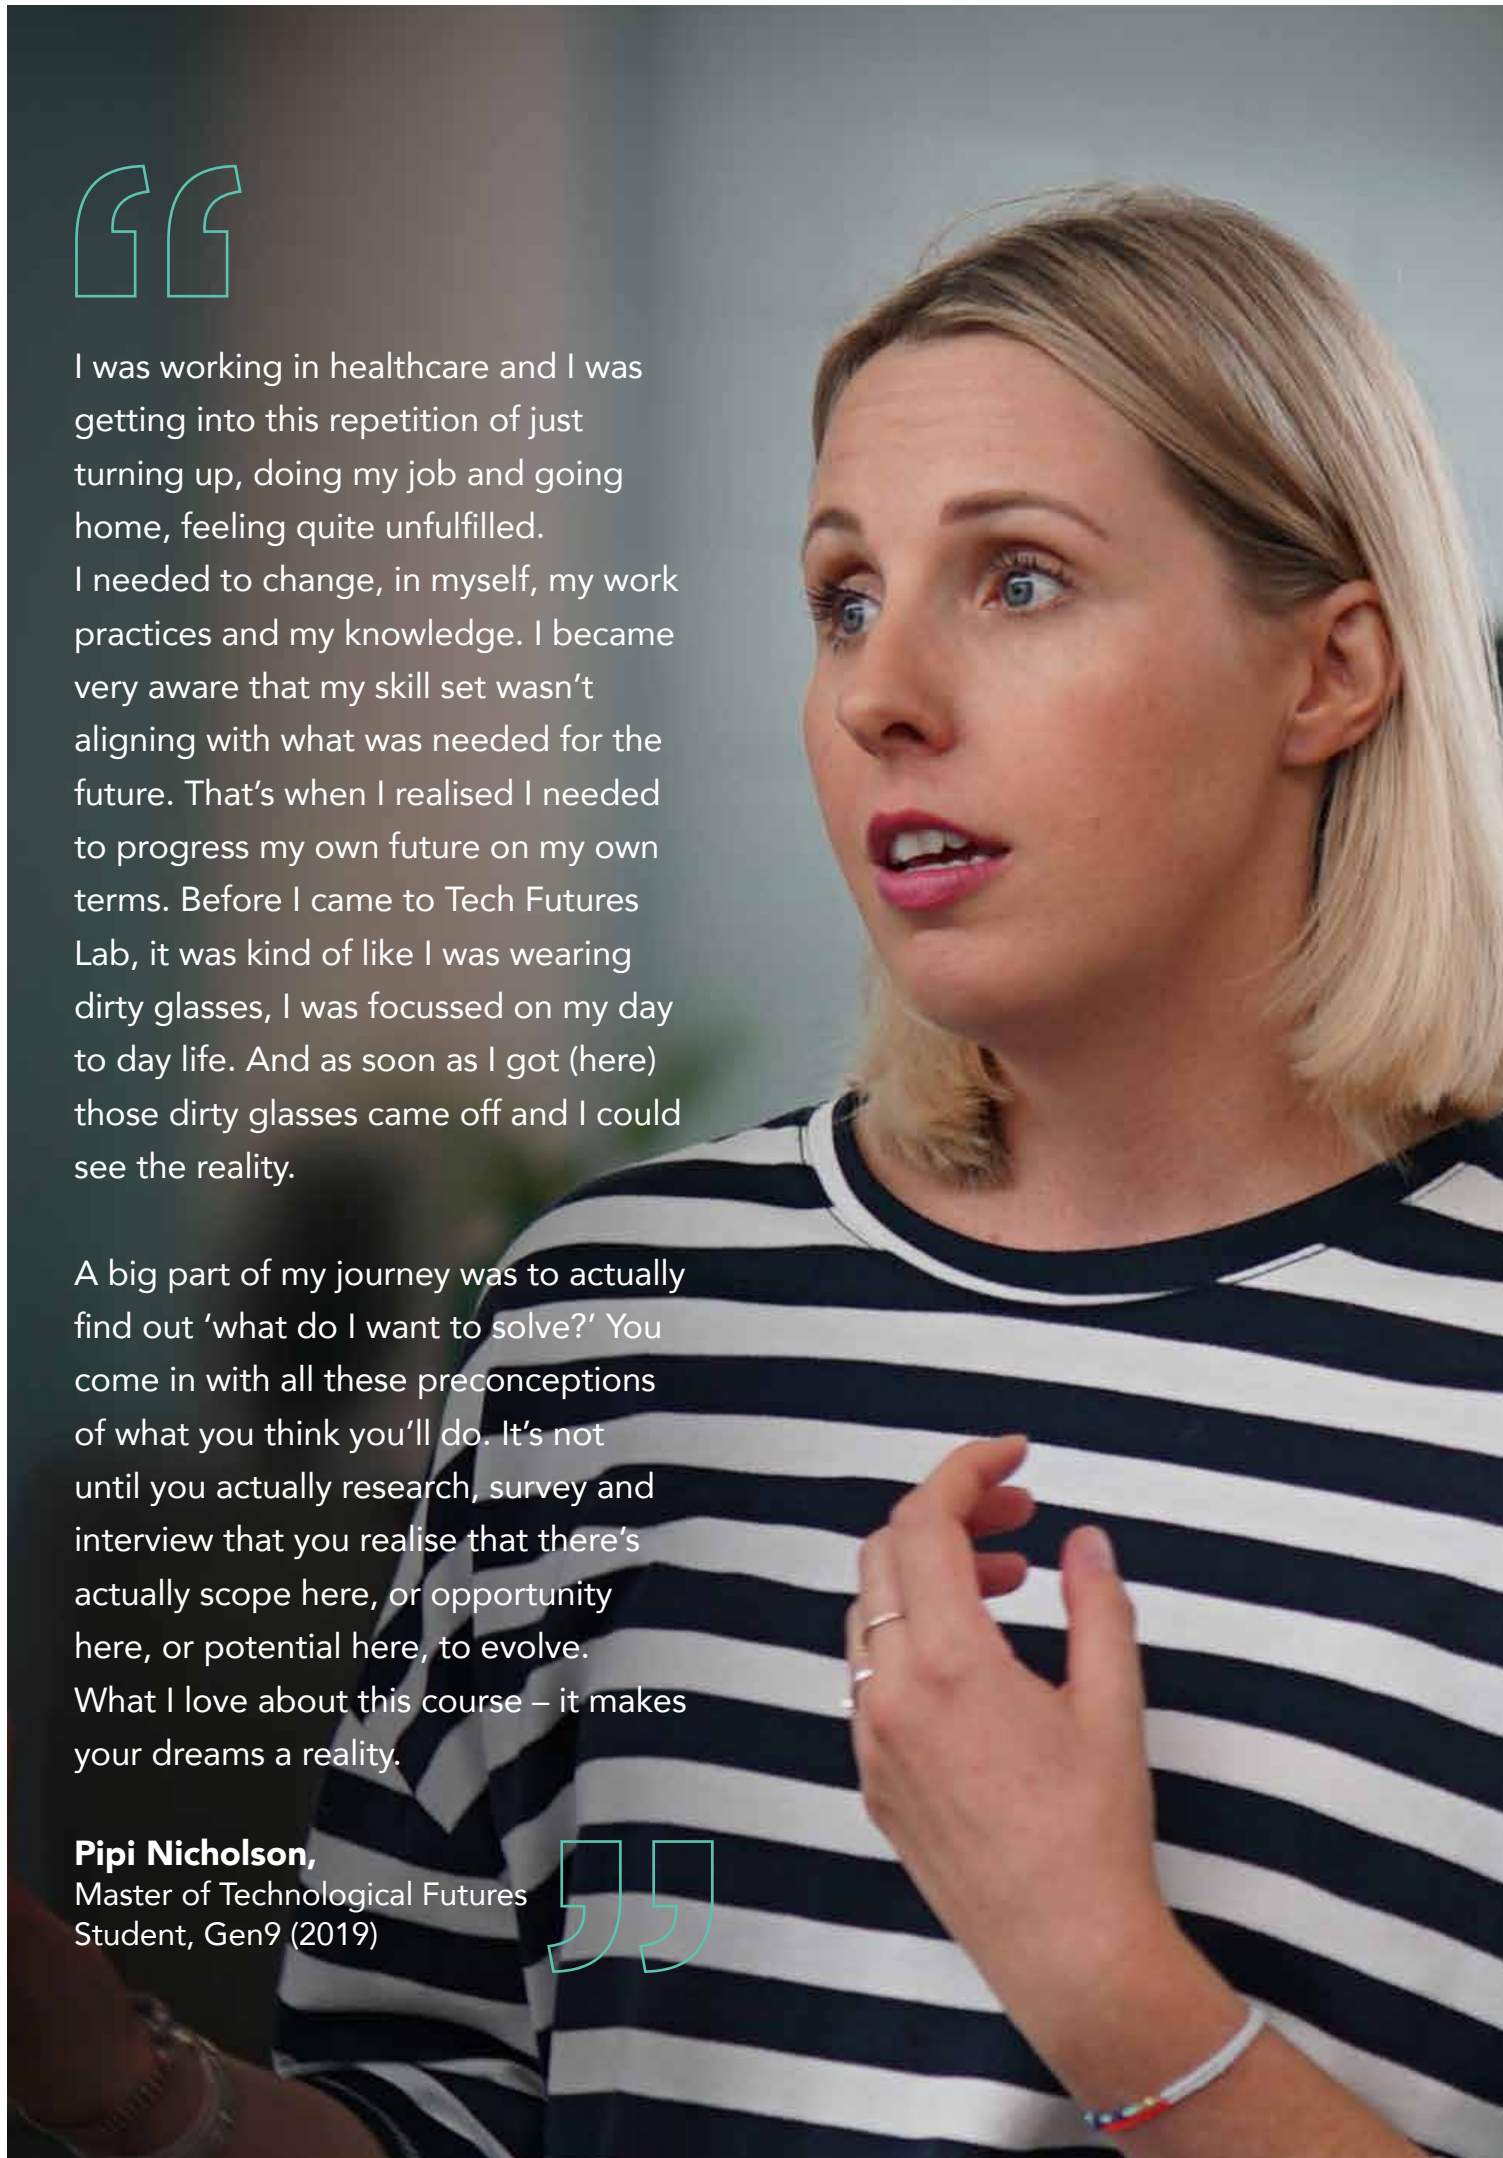 “
I was working in healthcare and I was
getting into this repetition of just
turning up, doing my job and going
home, feeling quite unfulfilled.
I needed to change, in myself, my work
practices and my knowledge. I became
very aware that my skill set wasn’t
aligning with what was needed for the
future. That’s when I realised I needed
to progress my own future on my own
terms. Before I came to Tech Futures
Lab, it was kind of like I was wearing
dirty glasses, I was focussed on my day
to day life. And as soon as I got (here)
those dirty glasses came off and I could
see the reality.
A big part of my journey was to actually
find out ‘what do I want to solve?’ You
come in with all these preconceptions
of what you think you’ll do. It’s not
until you actually research, survey and
interview that you realise that there’s
actually scope here, or opportunity
here, or potential here, to evolve.
What I love about this course – it makes
your dreams a reality.
Pipi Nicholson,
Master of Technological Futures
Student, Gen9 (2019)
”